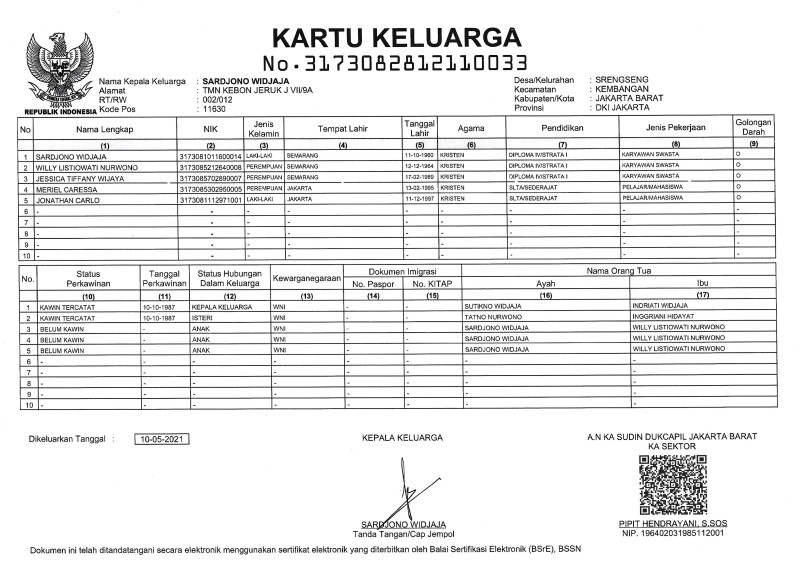 KARTU KELUARGA
No.3173082812110033
REPUBLIK INDONESIA
Nama Kepala Keluarga : SARDJONO WIDJAJA
Alamat : TMN KEBON JERUK J VII/9A
RT/RW : 002/012
Kode Pos : 11630
Desa/Kelurahan : SRENGSENG
Kecamatan : KEMBANGAN
Kabupaten/Kota : JAKARTA BARAT
Provinsi : DKI JAKARTA
No Nama Lengkap NIK Jenis Kelamin Tempat Lahir Tanggal Lahir Agama Pendidikan Jenis Pekerjaan Golongan Darah
(1) (2) (3) (4) (5) (6) (7) (8) (9)
1 SARDJONO WIDJAJA 3173081011600014 LAKI-LAKI SEMARANG 11-10-1960 KRISTEN DIPLOMA IV/STRATA I KARYAWAN SWASTA O
2 WILLY LISTIOWATI NURWONO 3173085212640008 PEREMPUAN SEMARANG 12-12-1964 KRISTEN DIPLOMA IV/STRATA I KARYAWAN SWASTA O
3 JESSICA TIFFANY WIJAYA 3173085702890007 PEREMPUAN SEMARANG 17-02-1989 KRISTEN DIPLOMA IV/STRATA I KARYAWAN SWASTA O
4 MERIEL CARESSA 3173085302950005 PEREMPUAN JAKARTA 13-02-1995 KRISTEN SLTA/SEDERAJAT PELAJAR/MAHASISWA O
5 JONATHAN CARLO 3173081112971001 LAKI-LAKI JAKARTA 11-12-1997 KRISTEN SLTA/SEDERAJAT PELAJAR/MAHASISWA O
6 - - - - - - - - -
7 - - - - - - - - -
8 - - - - - - - - -
9 - - - - - - - - -
10 - - - - - - - - -
No. Status Perkawinan Tanggal Perkawinan Status Hubungan Dalam Keluarga Kewarganegaraan Dokumen Imigrasi Nama Orang Tua
No. Paspor No. KITAP Ayah Ibu
(10) (11) (12) (13) (14) (15) (16) (17)
1 KAWIN TERCATAT 10-10-1987 KEPALA KELUARGA WNI - - SUTIKNO WIDJAJA INDRIATI WIDJAJA
2 KAWIN TERCATAT 10-10-1987 ISTERI WNI - - TATNO NURWONO INGGRIANI HIDAYAT
3 BELUM KAWIN - ANAK WNI - - SARDJONO WIDJAJA WILLY LISTIOWATI NURWONO
4 BELUM KAWIN - ANAK WNI - - SARDJONO WIDJAJA WILLY LISTIOWATI NURWONO
5 BELUM KAWIN - ANAK WNI - - SARDJONO WIDJAJA WILLY LISTIOWATI NURWONO
6 - - - - - - - -
7 - - - - - - - -
8 - - - - - - - -
9 - - - - - - - -
10 - - - - - - - -
Dikeluarkan Tanggal : 10-05-2021
KEPALA KELUARGA
SARDJONO WIDJAJA
Tanda Tangan/Cap Jempol
A.N KA SUDIN DUKCAPIL JAKARTA BARAT
KA SEKTOR
PIPIT HENDRAYANI, S.SOS
NIP. 196402031985112001
Dokumen ini telah ditandatangani secara elektronik menggunakan sertifikat elektronik yang diterbitkan oleh Balai Sertifikasi Elektronik (BSrE), BSSN